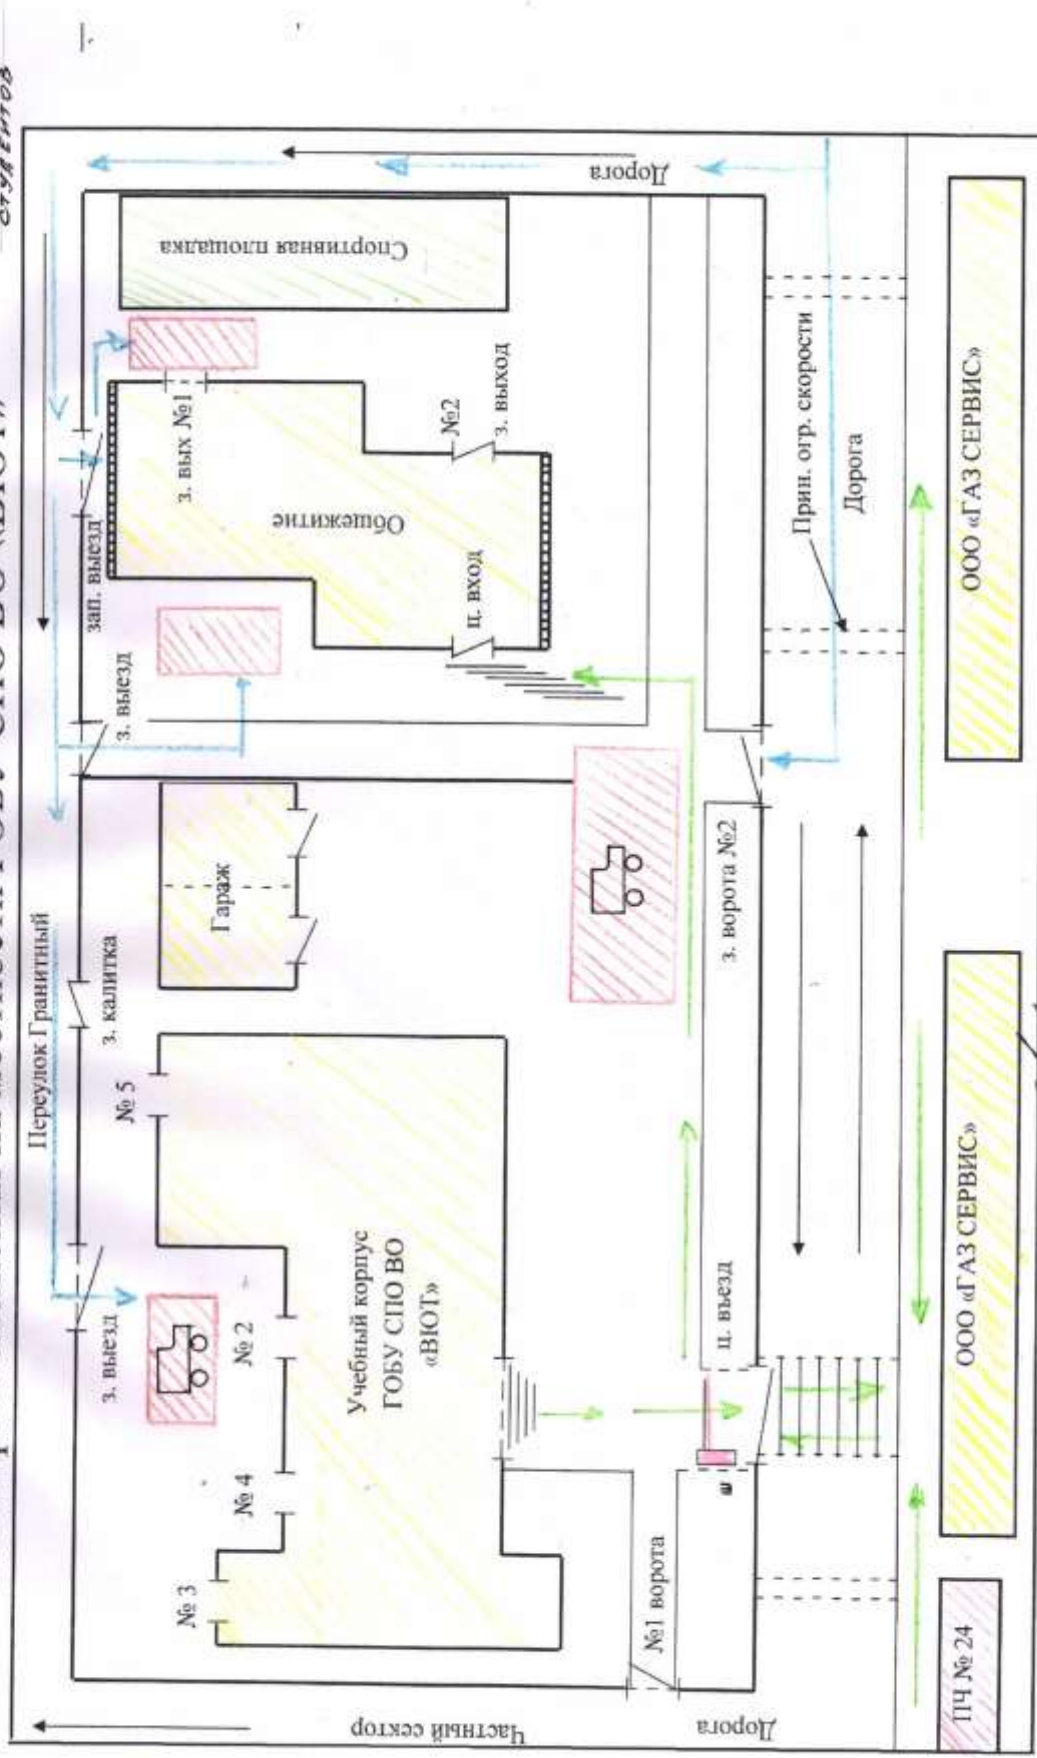 Переулок Гранитный
з. выезд
з. калитка
з. выезд
зап. выезд
№ 3
№ 4
№ 2
№ 5
Гараж
Учебный корпус
ГОБУ СПО ВО
«ВЮТ»
Общежитие
з. вых №1
ц. вход
№2
з. выход
Спортивная площадка
Дорога
№1 ворота
ц. въезд
з. ворота №2
Прин. огр. скорости
Дорога
Частный сектор
Дорога
ПЧ № 24
ООО «ГАЗ СЕРВИС»
ООО «ГАЗ СЕРВИС»